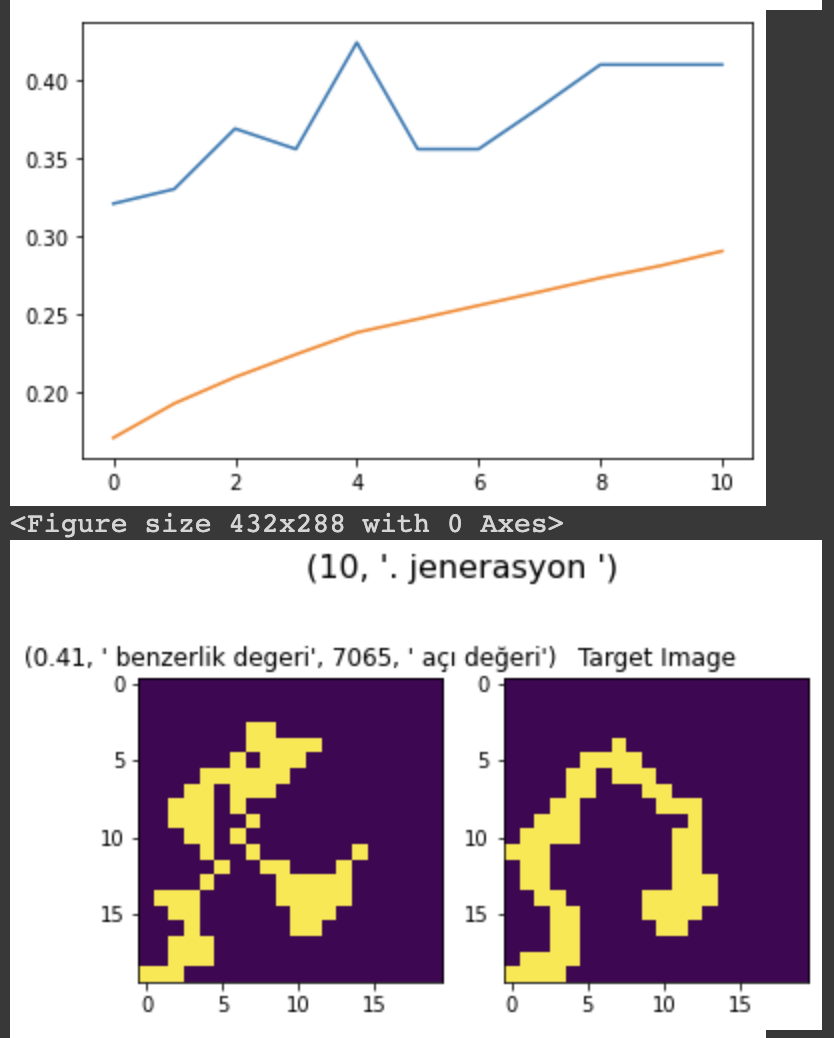 0.40
0.35
0.30
0.25
0.20
0 2 4 6 8 10
<Figure size 432x288 with 0 Axes>
(10, '. jenerasyon ')
(0.41, ' benzerlik degeri', 7065, ' açı değeri') Target Image
0 0
5 5
10 10
15 15
0 5 10 15 0 5 10 15